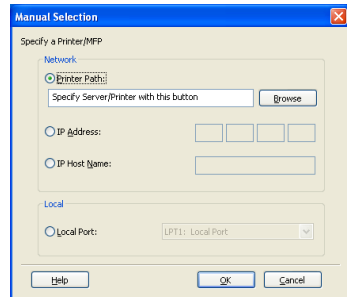 Manual Selection
Specify a Printer/MFP
Network
Printer Path:
Specify Server/Printer with this button
Browse
IP Address:
IP Host Name:
Local
Local Port:
LPT1: Local Port
Help
OK
Cancel